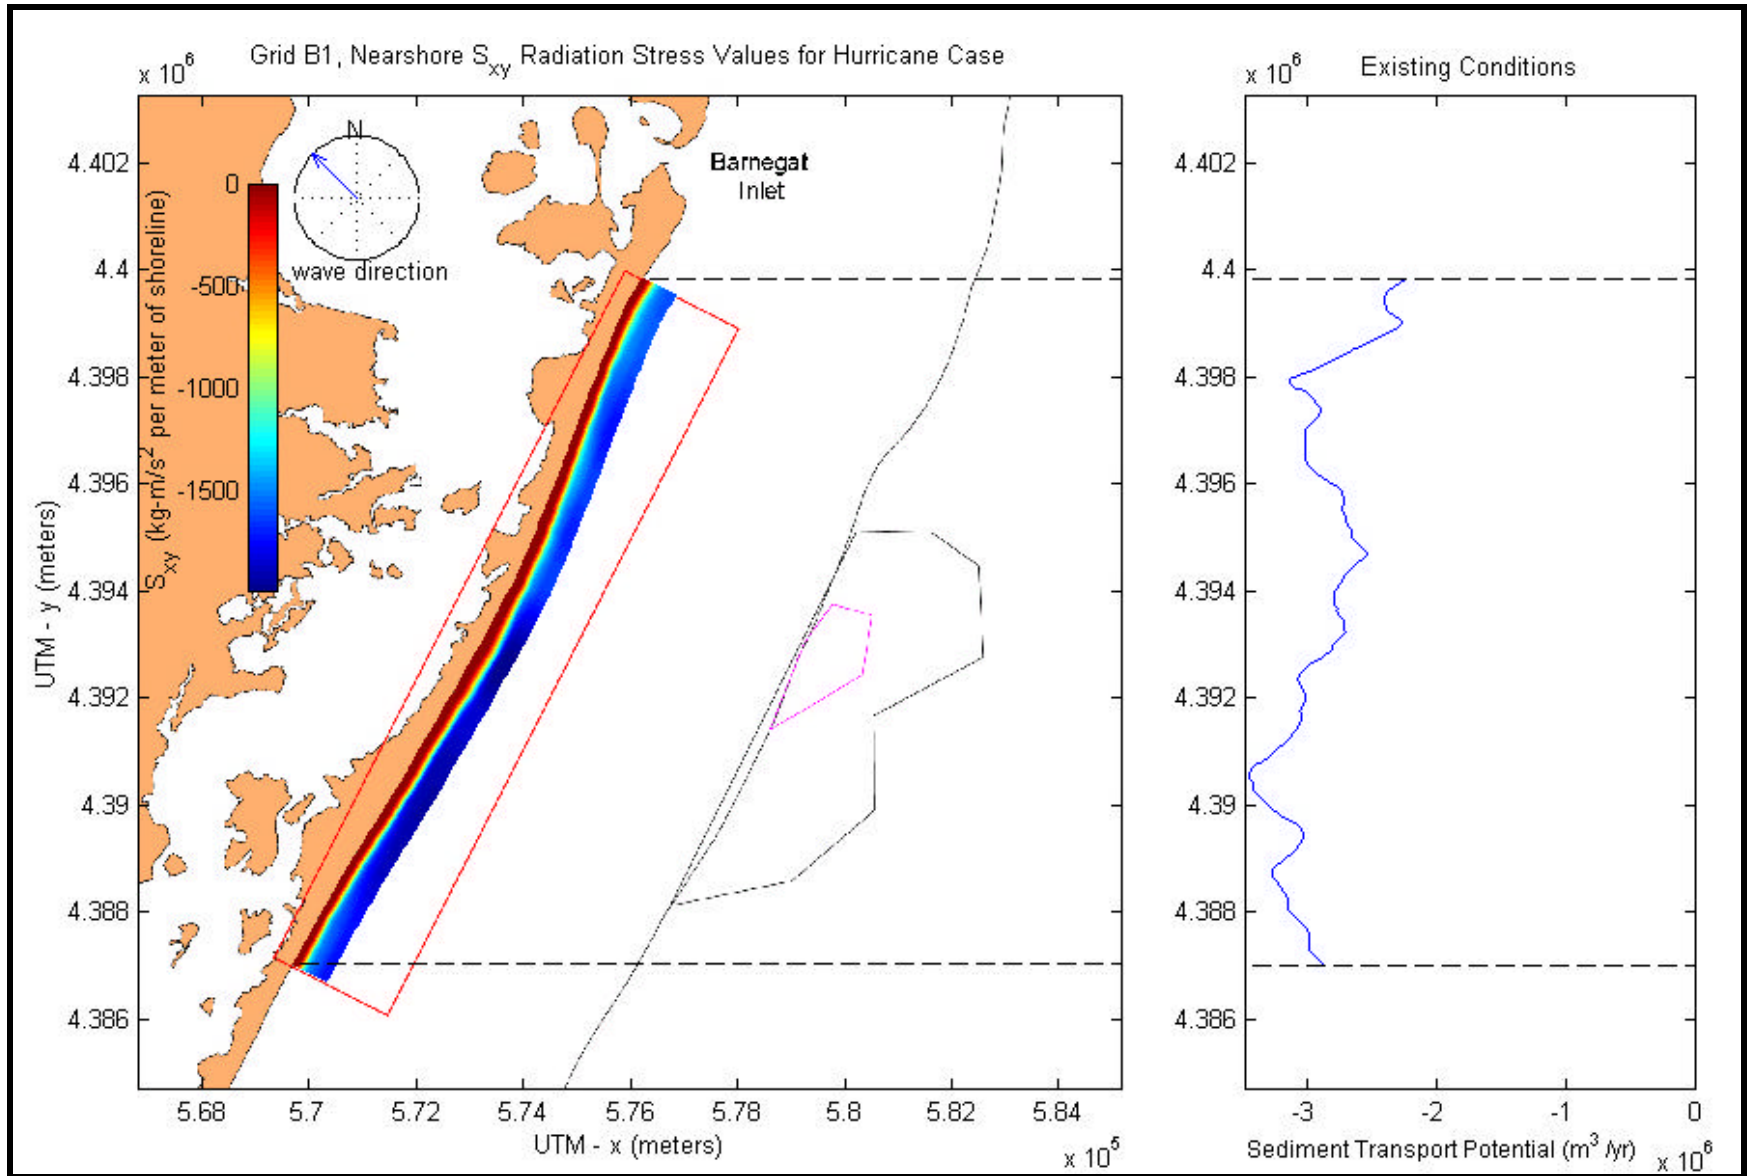 Grid B1, Nearshore Sxy Radiation Stress Values for Hurricane Case
x 10^6
N
wave direction
Barnegat
Inlet
0
-500
-1000
-1500
Sxy (kg-m/s^2 per meter of shoreline)
4.402
4.4
4.398
4.396
4.394
4.392
4.39
4.388
4.386
UTM - y (meters)
5.68
5.7
5.72
5.74
5.76
5.78
5.8
5.82
5.84
UTM - x (meters)
x 10^5
Existing Conditions
x 10^6
4.402
4.4
4.398
4.396
4.394
4.392
4.39
4.388
4.386
-3
-2
-1
0
Sediment Transport Potential (m^3 /yr)
x 10^6